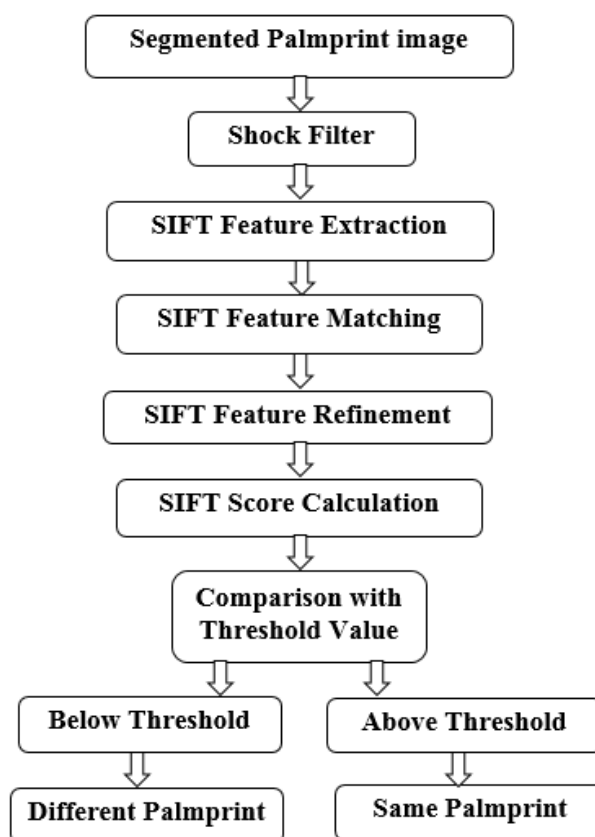 Segmented Palmprint image
Shock Filter
SIFT Feature Extraction
SIFT Feature Matching
SIFT Feature Refinement
SIFT Score Calculation
Comparison with
Threshold Value
Below Threshold
Above Threshold
Different Palmprint
Same Palmprint